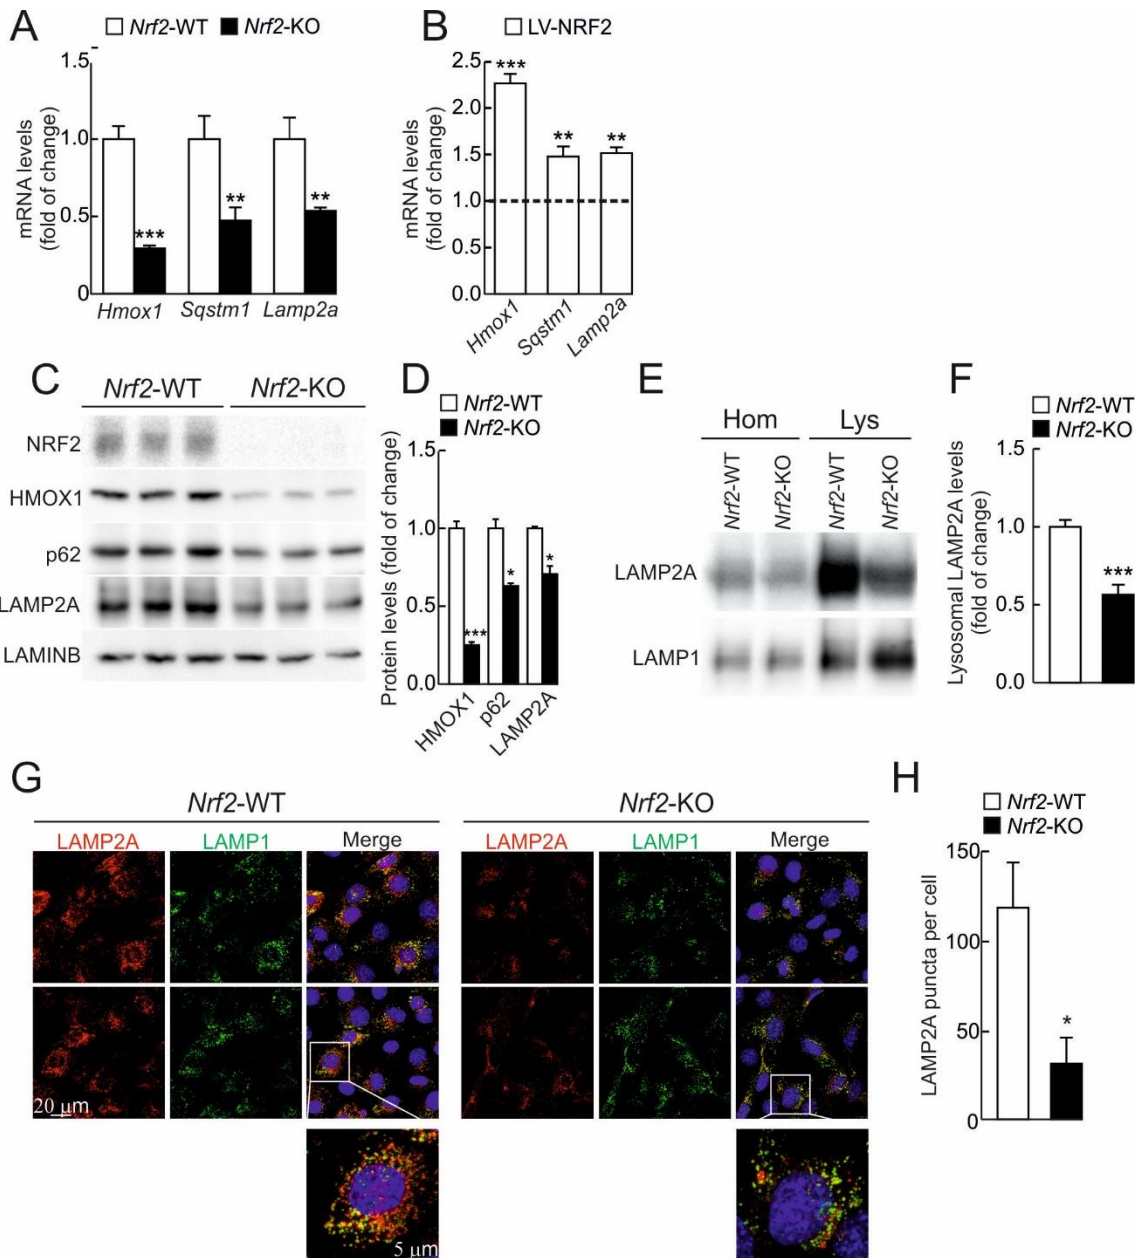 A
Nrf2-WT Nrf2-KO
mRNA levels
(fold of change)
1.5
1.0
0.5
0
***
**
**
Hmox1 Sqstm1 Lamp2a
B
LV-NRF2
mRNA levels
(fold of change)
2.5
2.0
1.5
1.0
0.5
0.0
***
**
**
Hmox1 Sqstm1 Lamp2a
C
Nrf2-WT Nrf2-KO
NRF2
HMOX1
p62
LAMP2A
LAMINB
D
Nrf2-WT
Nrf2-KO
Protein levels (fold of change)
1.0
0.5
0.0
***
*
*
HMOX1 p62 LAMP2A
E
Hom Lys
Nrf2-WT Nrf2-KO Nrf2-WT Nrf2-KO
LAMP2A
LAMP1
F
Nrf2-WT
Nrf2-KO
Lysosomal LAMP2A levels
(fold of change)
1.5
1.0
0.5
0.0
***
G
Nrf2-WT Nrf2-KO
LAMP2A LAMP1 Merge LAMP2A LAMP1 Merge
20 µm
5 µm
H
Nrf2-WT
Nrf2-KO
LAMP2A puncta per cell
150
100
50
0
*